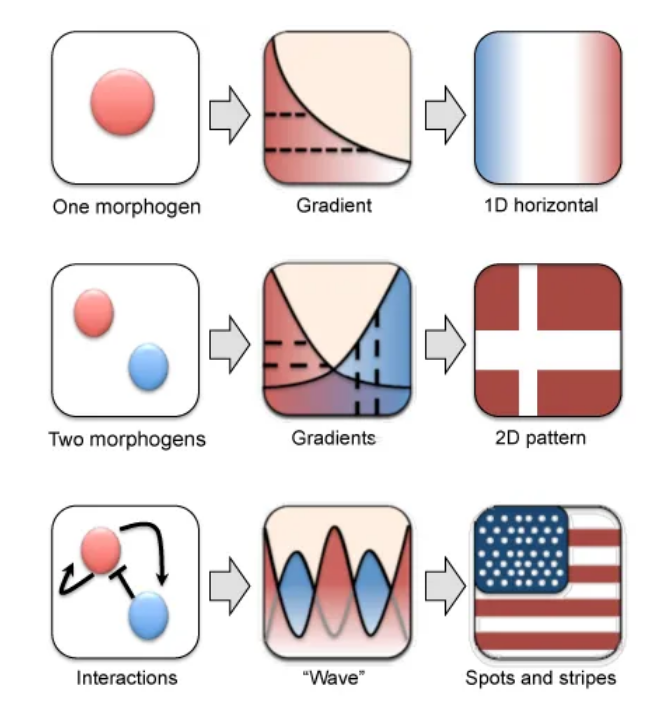 One morphogen
Gradient
1D horizontal
Two morphogens
Gradients
2D pattern
Interactions
“Wave”
Spots and stripes